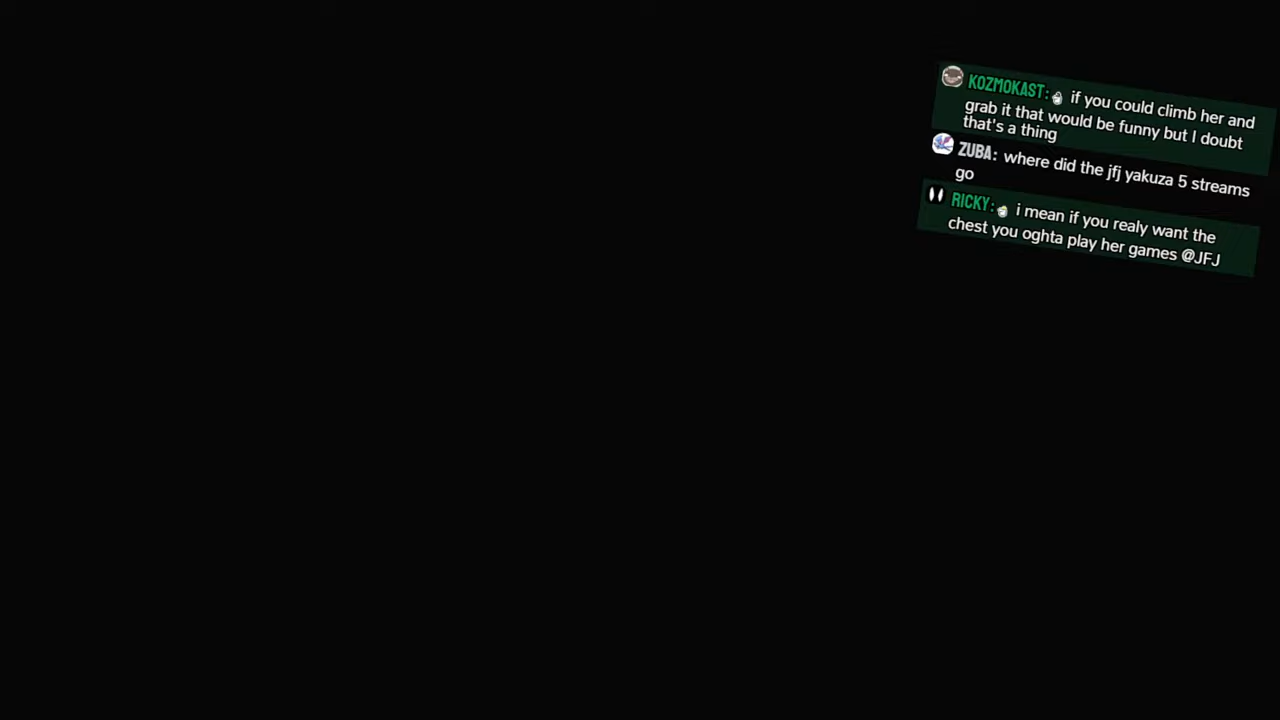 KOZMOKAST: if you could climb her and
grab it that would be funny but I doubt
that's a thing
ZUBA: where did the jfj yakuza 5 streams
go
RICKY: i mean if you realy want the
chest you oghta play her games @JFJ